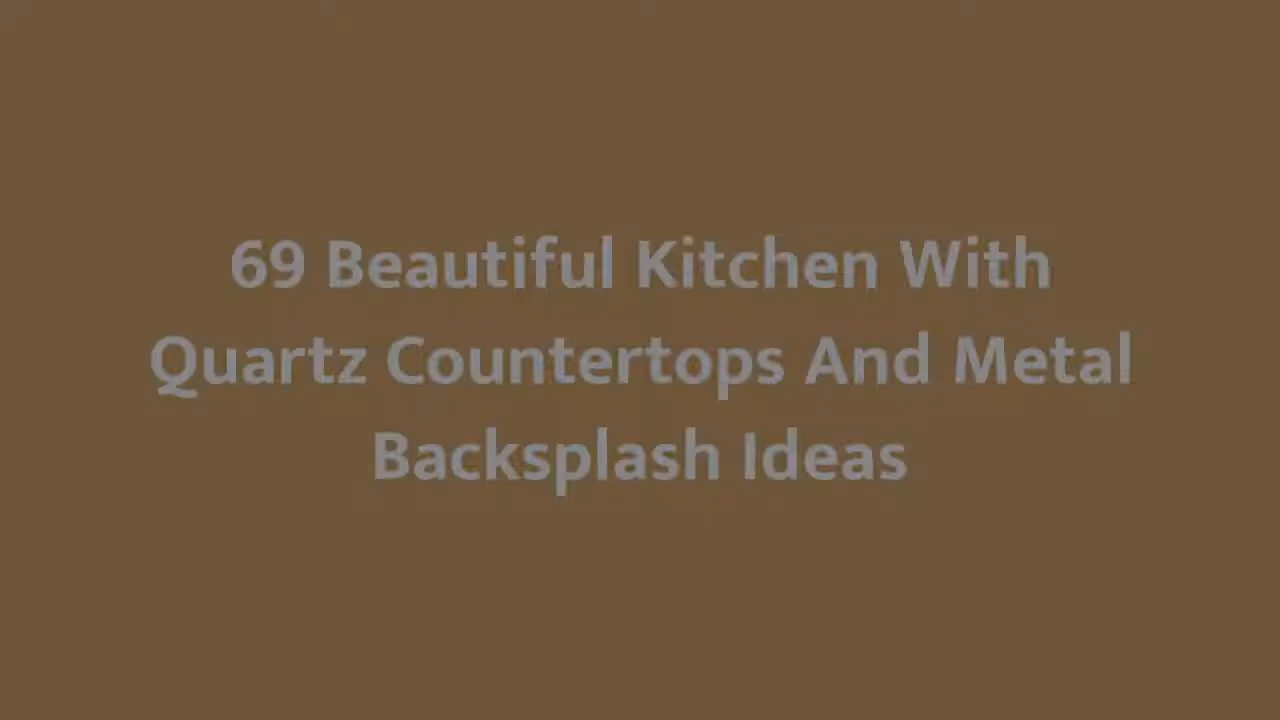 69 Beautiful Kitchen With
Quartz Countertops And Metal
Backsplash Ideas